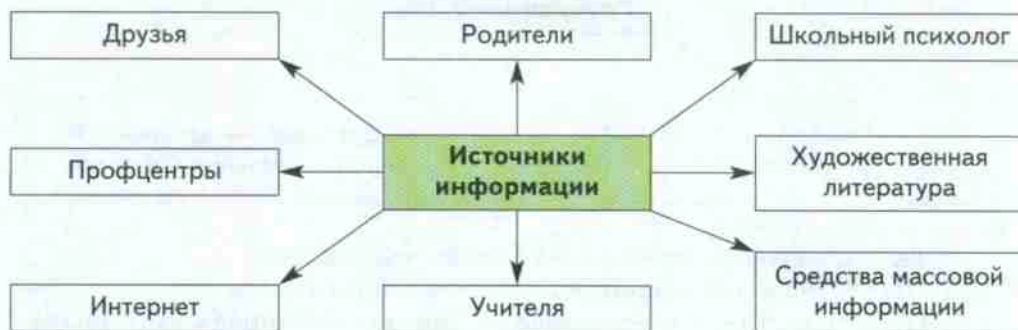 Друзья
Родители
Школьный психолог
Профцентры
Источники
информации
Художественная
литература
Интернет
Учителя
Средства массовой
информации